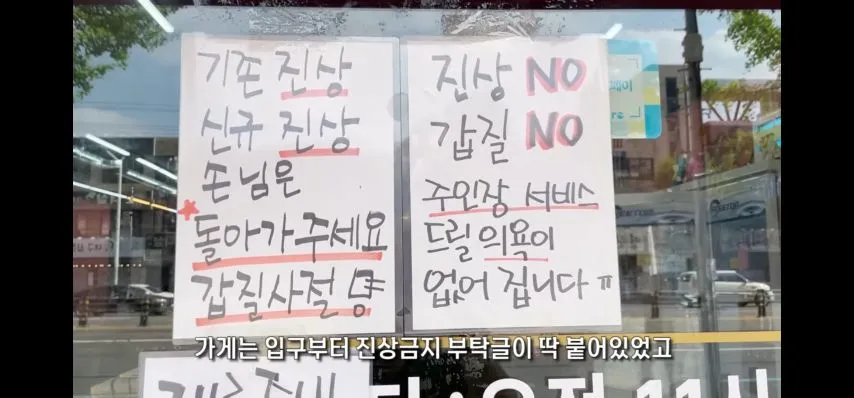 기존 진상
신규 진상
손님은
돌아가 주세요
갑질사절
진상 NO
갑질 NO
주인장 서비스
드릴 의욕이
없어 집니다 ㅠ
가게는 입구부터 진상금지 부탁글이 딱 붙어있었고